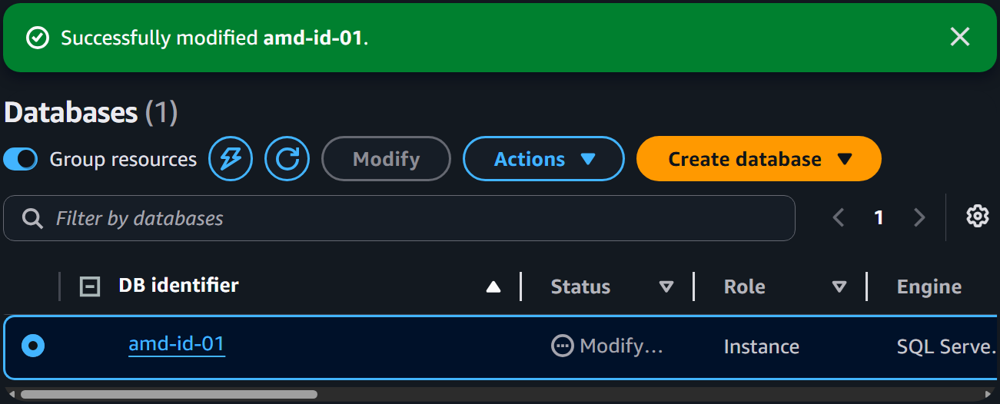 Successfully modified amd-id-01.
Databases (1)
Group resources Modify Actions Create database
Filter by databases 1
DB identifier Status Role Engine
amd-id-01 Modify... Instance SQL Serve.